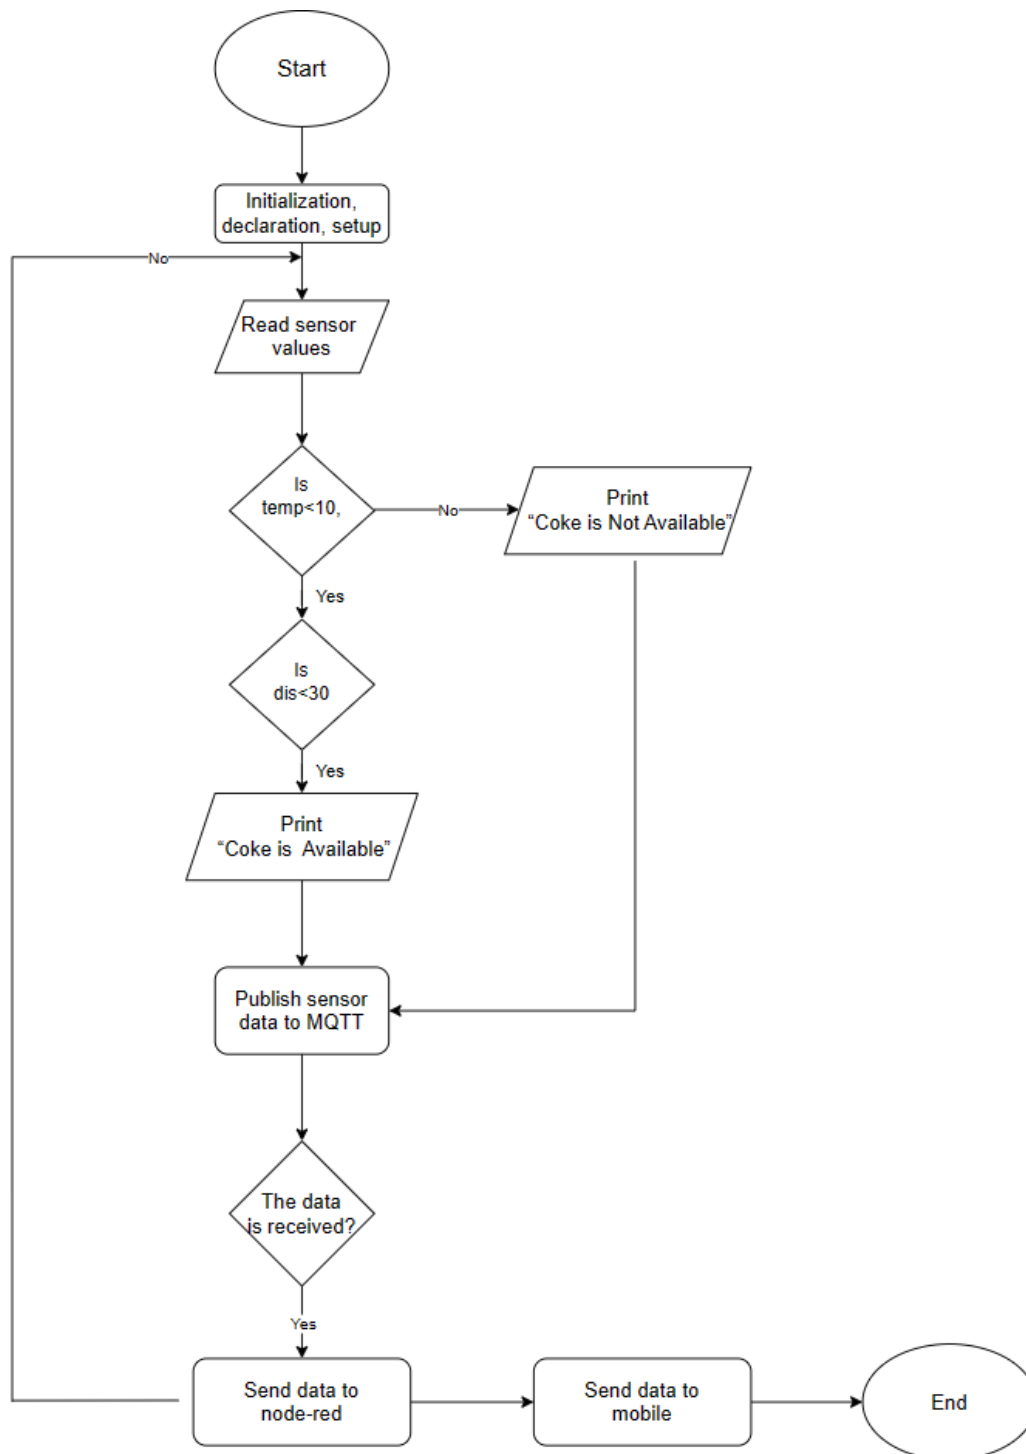 Start
Initialization,
declaration, setup
No
Read sensor
values
Is
temp<10,
No
Print
“Coke is Not Available”
Yes
Is
dis<30
Yes
Print
“Coke is  Available”
Publish sensor
data to MQTT
The data
is received?
Yes
Send data to
node-red
Send data to
mobile
End